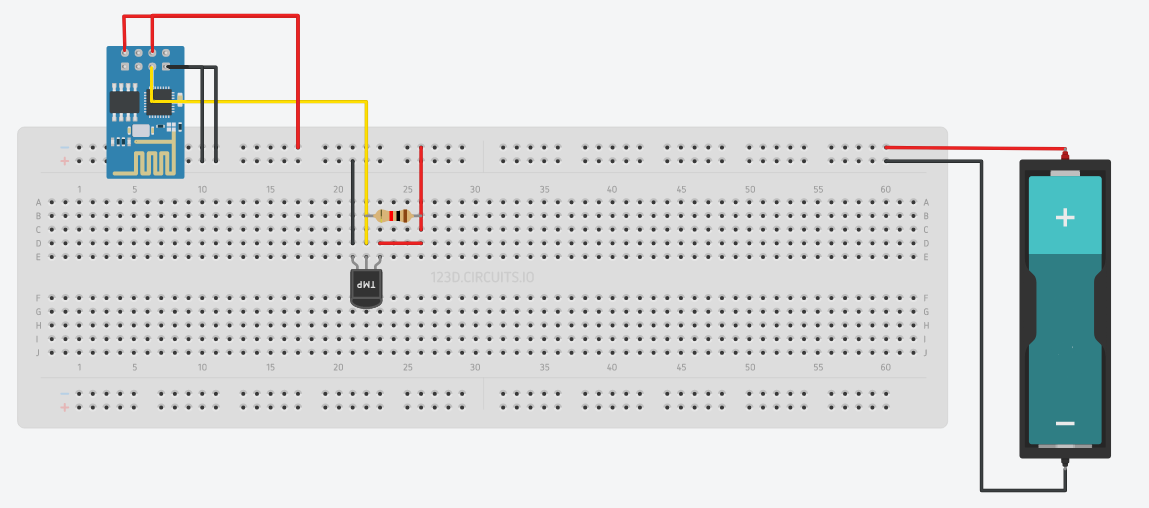 − −
+ +
1 5 10 15 20 25 30 35 40 45 50 55 60
A A
B B
C C
D D
E E
TMP
123D.CIRCUITS.IO
+
F F
G G
H H
I I
J J
1 5 10 15 20 25 30 35 40 45 50 55 60
−
+
−